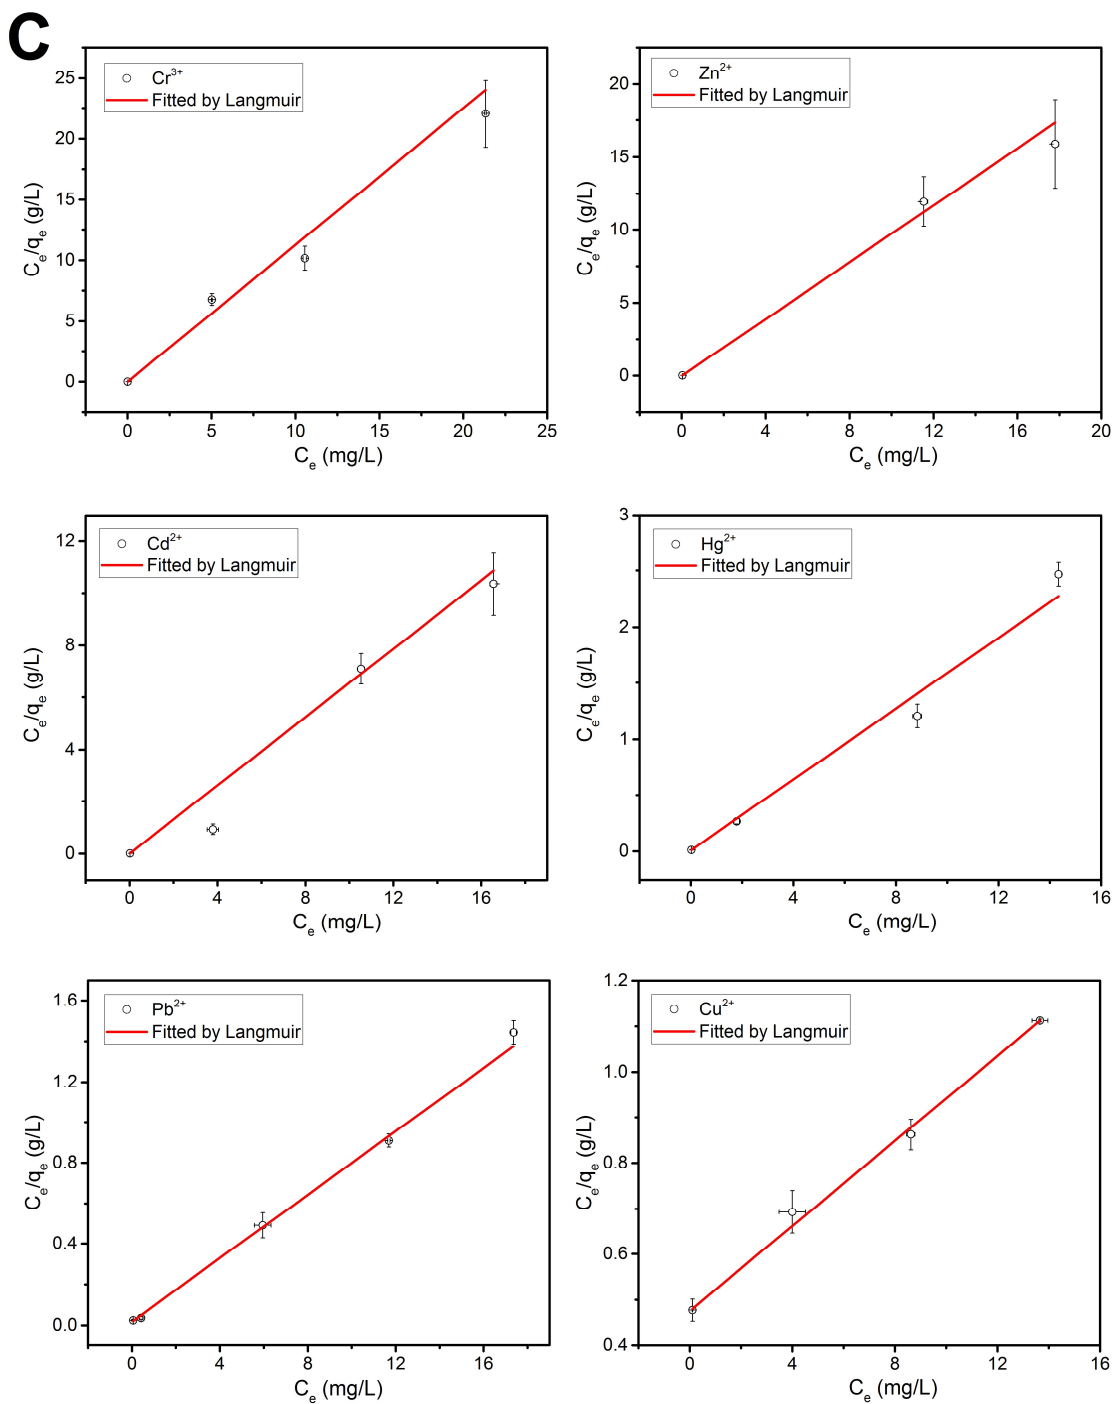 C
Cr³⁺
Fitted by Langmuir
25
20
15
10
5
0
Cₑ/qₑ (g/L)
0 5 10 15 20 25
Cₑ (mg/L)
Zn²⁺
Fitted by Langmuir
20
15
10
5
0
Cₑ/qₑ (g/L)
0 4 8 12 16 20
Cₑ (mg/L)
Cd²⁺
Fitted by Langmuir
12
8
4
0
Cₑ/qₑ (g/L)
0 4 8 12 16
Cₑ (mg/L)
Hg²⁺
Fitted by Langmuir
3
2
1
0
Cₑ/qₑ (g/L)
0 4 8 12 16
Cₑ (mg/L)
Pb²⁺
Fitted by Langmuir
1.6
1.2
0.8
0.4
0.0
Cₑ/qₑ (g/L)
0 4 8 12 16
Cₑ (mg/L)
Cu²⁺
Fitted by Langmuir
1.2
1.0
0.8
0.6
0.4
Cₑ/qₑ (g/L)
0 4 8 12 16
Cₑ (mg/L)